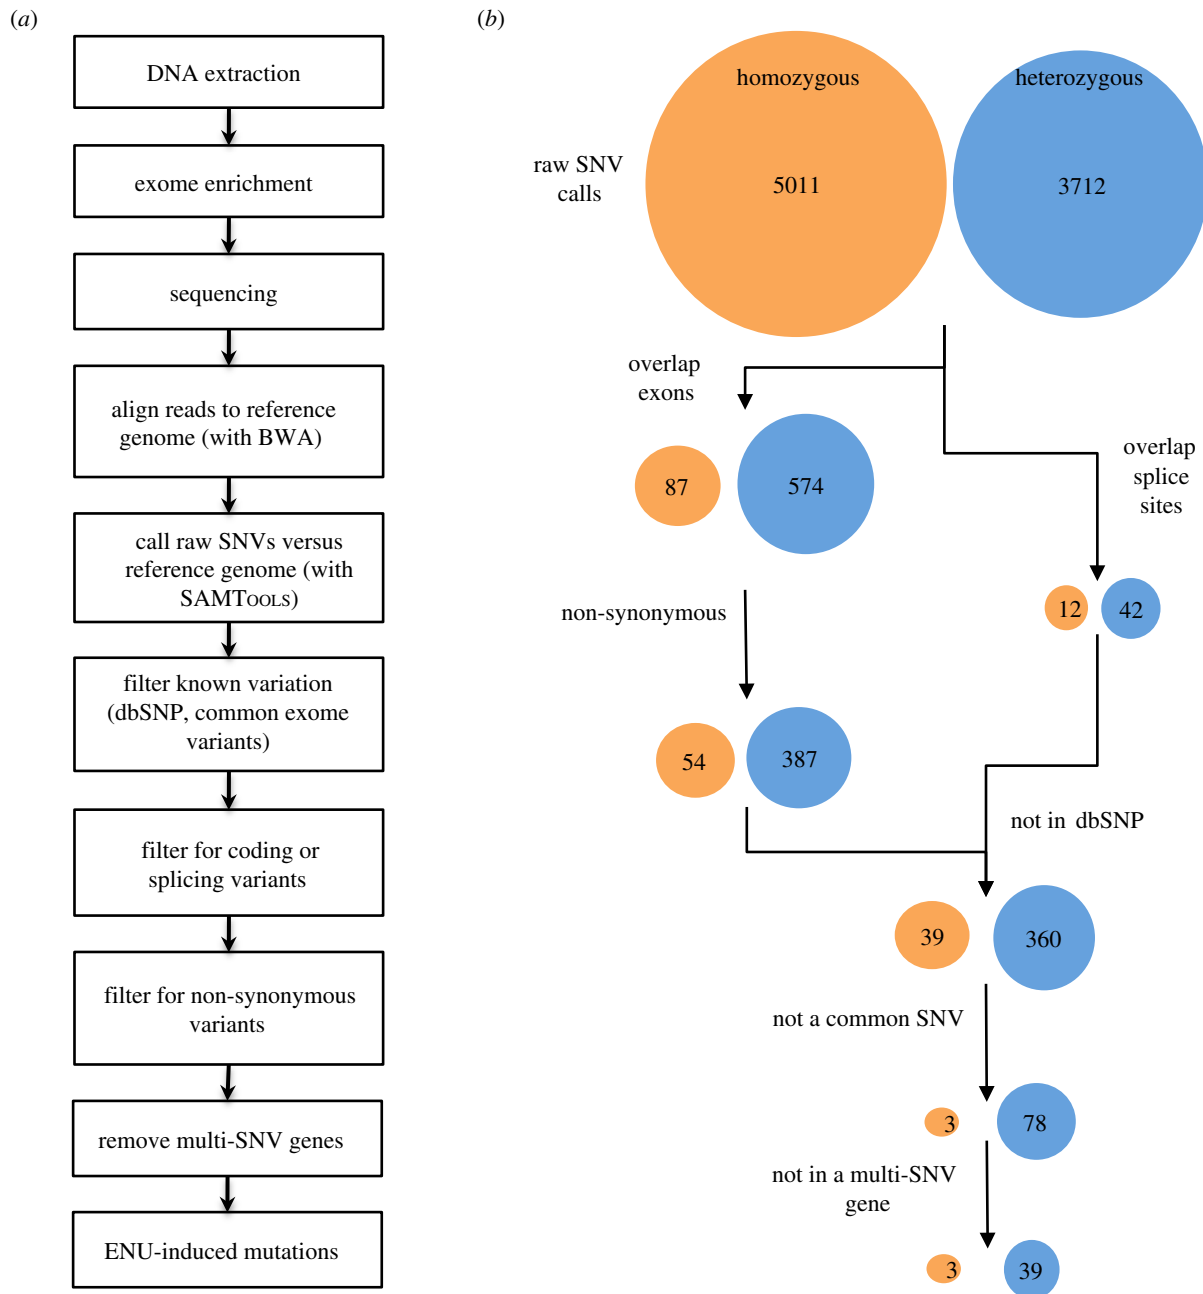 (a)
DNA extraction
exome enrichment
sequencing
align reads to reference
genome (with BWA)
call raw SNVs versus
reference genome (with
SAMTOOLS)
filter known variation
(dbSNP, common exome
variants)
filter for coding or
splicing variants
filter for non-synonymous
variants
remove multi-SNV genes
ENU-induced mutations
(b)
homozygous
heterozygous
raw SNV
calls
5011
3712
overlap
exons
87
574
overlap
splice
sites
12
42
non-synonymous
54
387
not in dbSNP
39
360
not a common SNV
3
78
not in a multi-SNV
gene
3
39